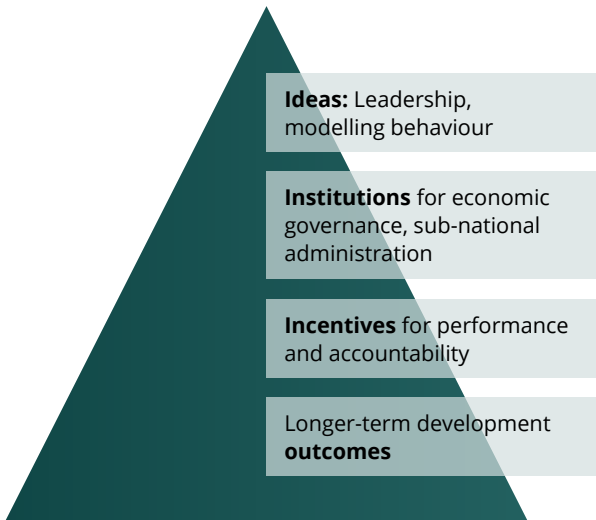 Ideas: Leadership,
modelling behaviour
Institutions for economic
governance, sub-national
administration
Incentives for performance
and accountability
Longer-term development
outcomes